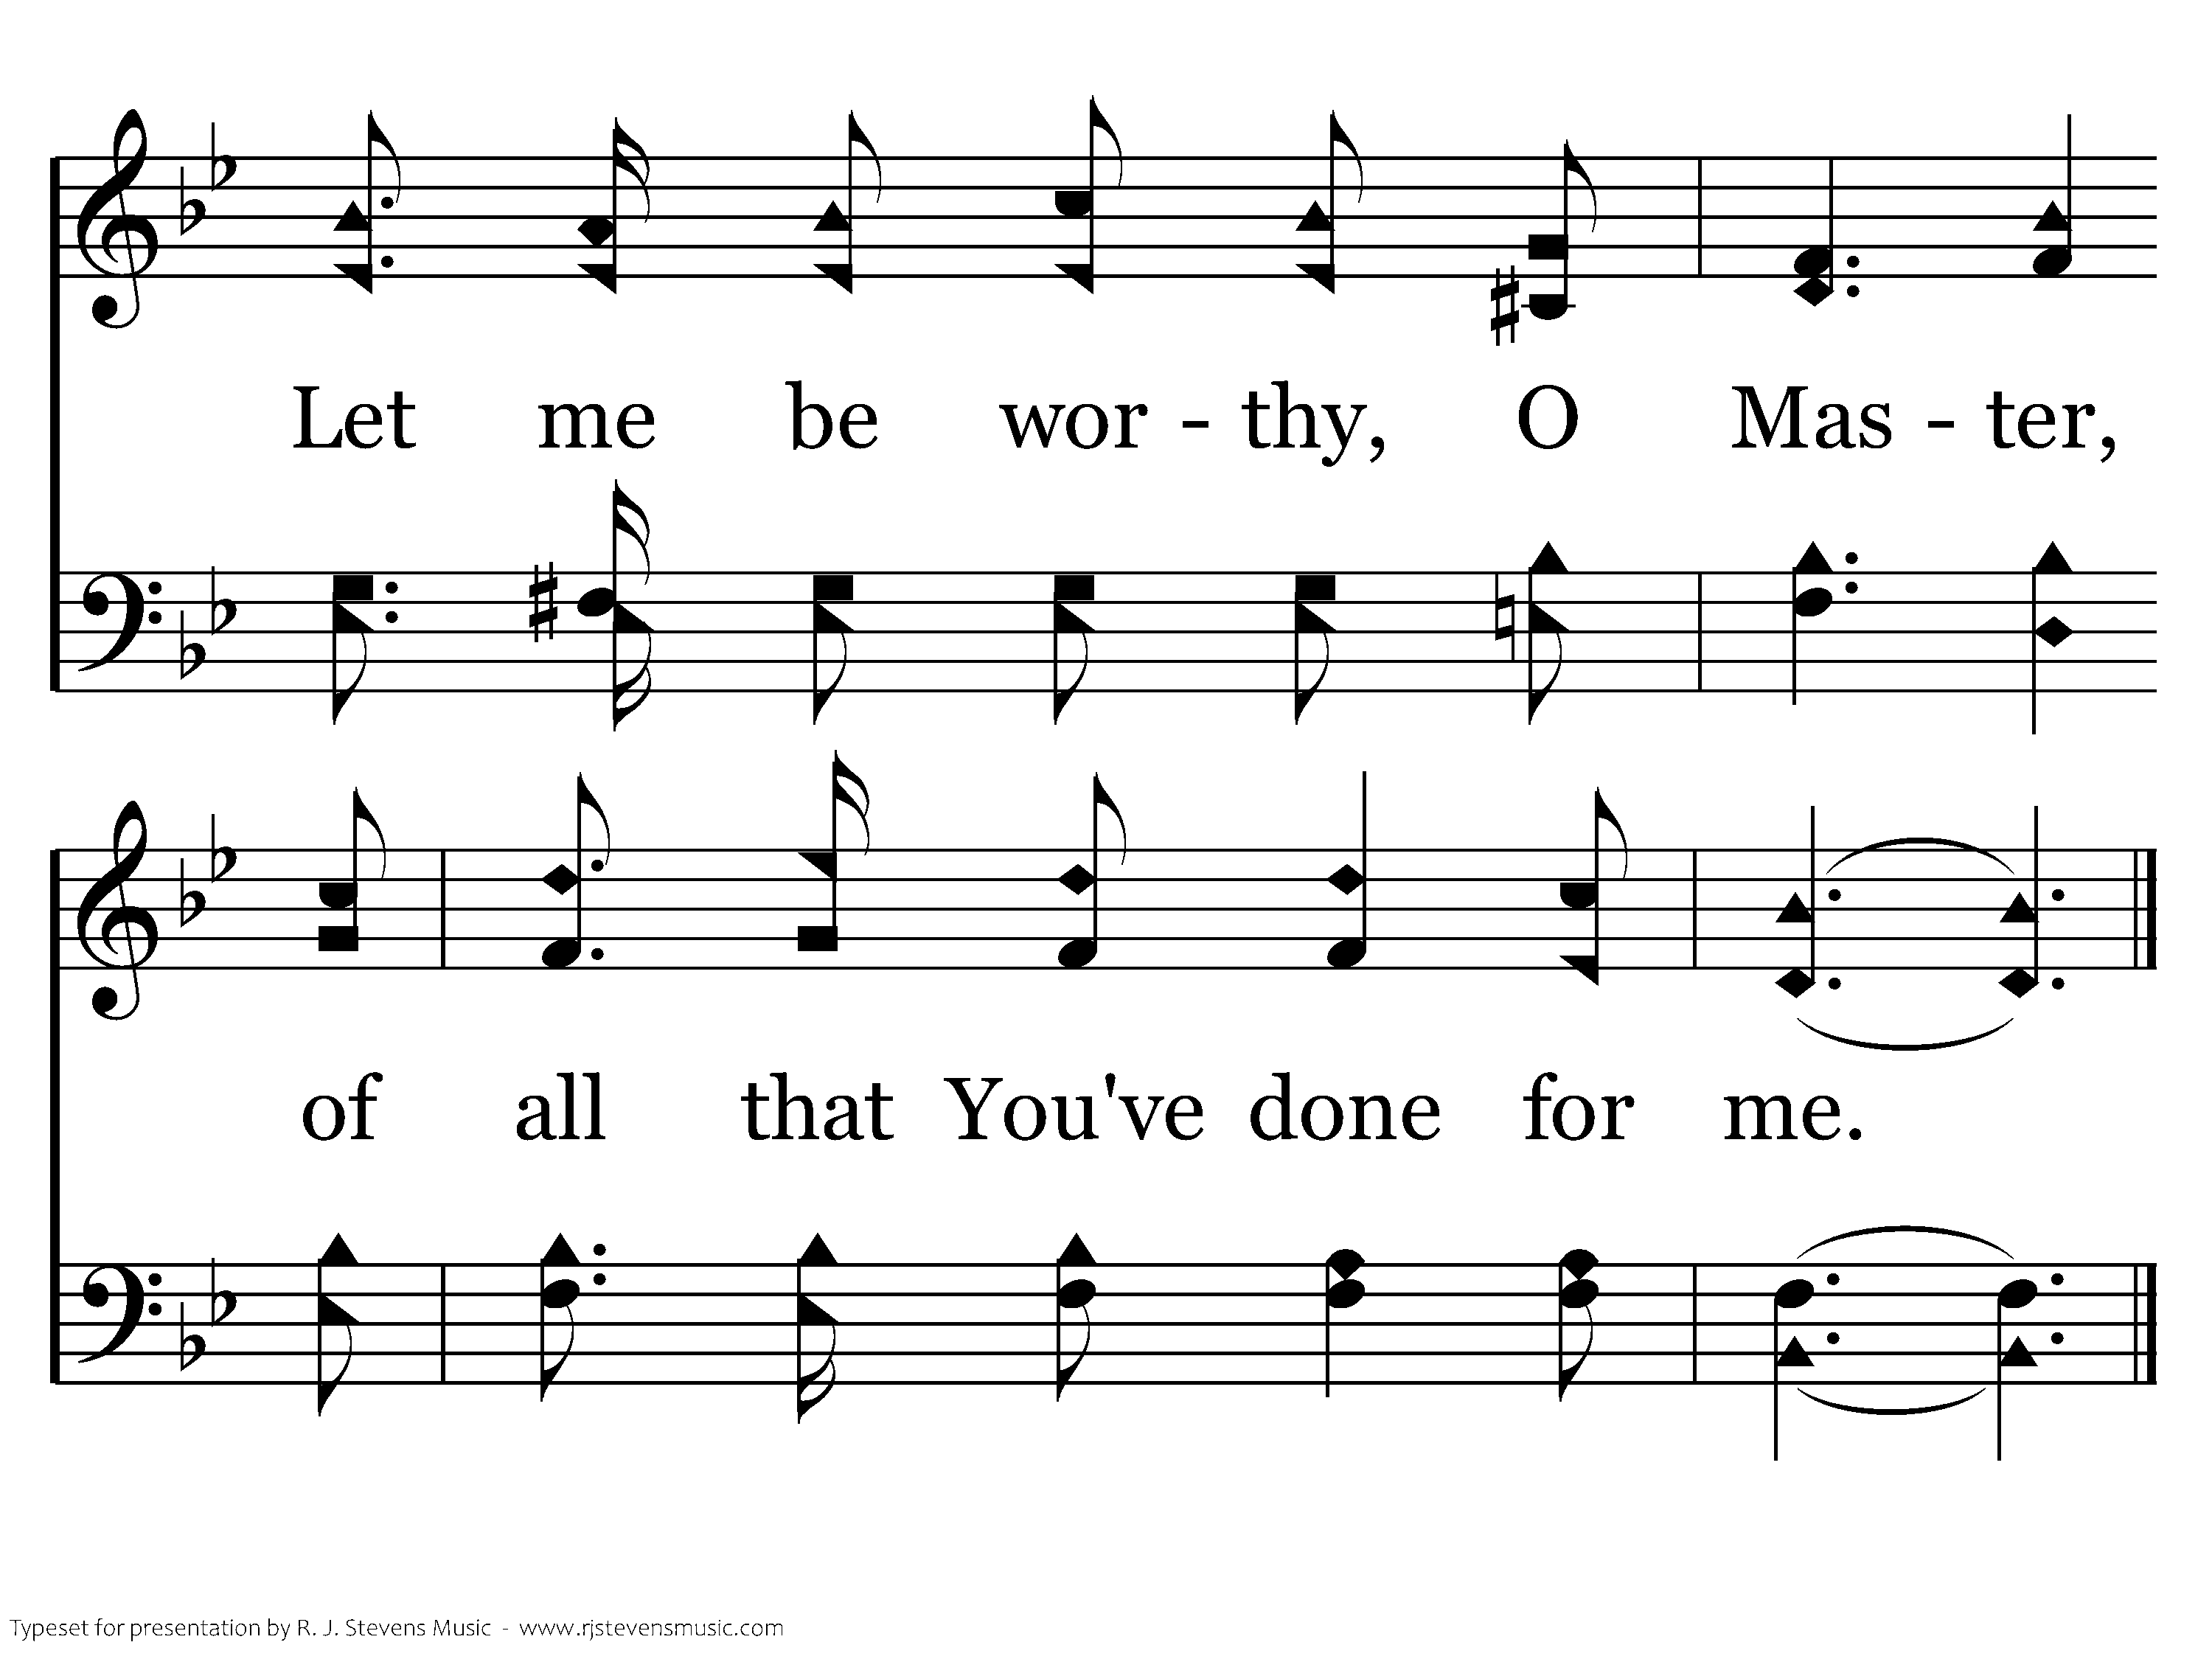 Let me be wor - thy, O Mas - ter,
of all that You've done for me.
Typeset for presentation by R. J. Stevens Music - www.rjstevensmusic.com